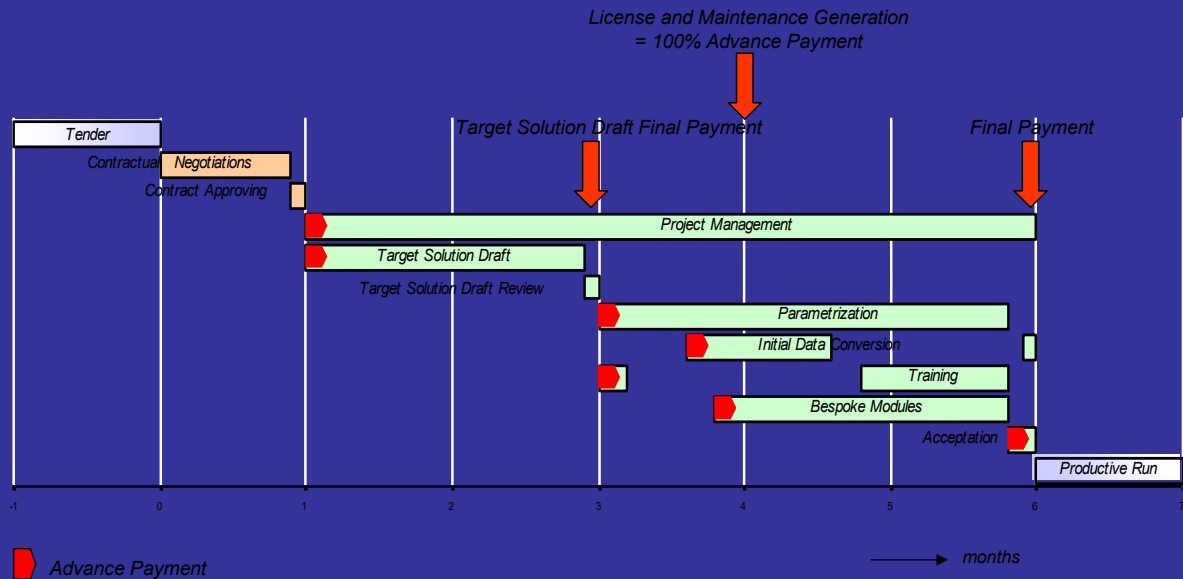 License and Maintenance Generation
= 100% Advance Payment
Target Solution Draft Final Payment
Final Payment
Tender
Contractual Negotiations
Contract Approving
Project Management
Target Solution Draft
Target Solution Draft Review
Parametrization
Initial Data Conversion
Training
Bespoke Modules
Acceptation
Productive Run
-1 0 1 2 3 4 5 6 7
Advance Payment
months